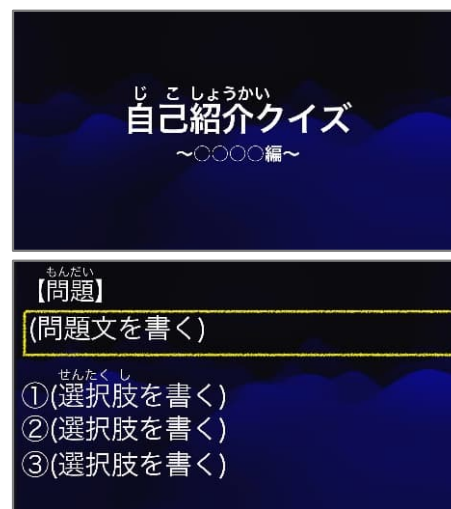 じこしょうかい
自己紹介クイズ
～○○○○編～
もんだい
【問題】
(問題文を書く)
せんたくし
①(選択肢を書く)
②(選択肢を書く)
③(選択肢を書く)